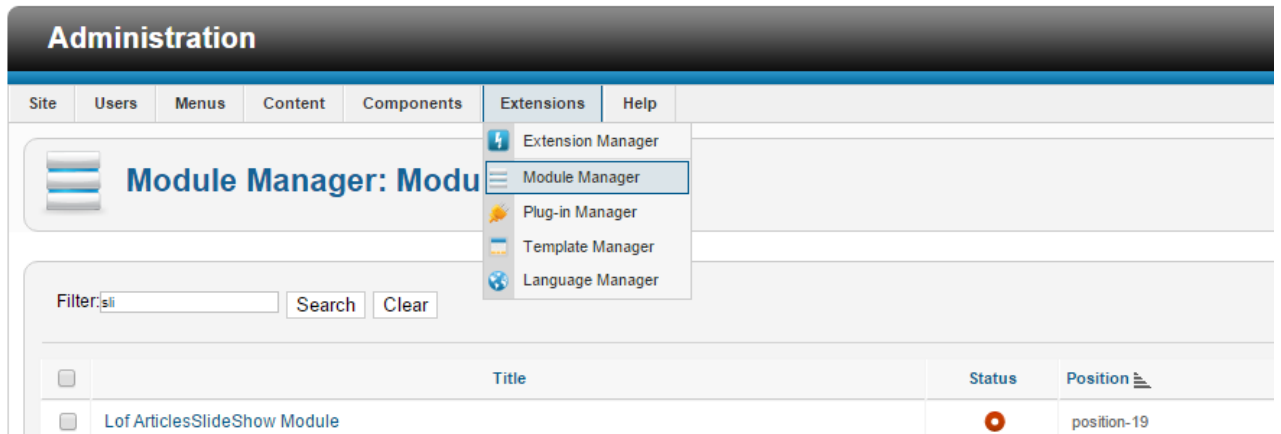 Administration
Site Users Menus Content Components Extensions Help
Extension Manager
Module Manager: Modu
Module Manager
Plug-in Manager
Template Manager
Language Manager
Filter: sli Search Clear
Title Status Position
Lof ArticlesSlideShow Module position-19